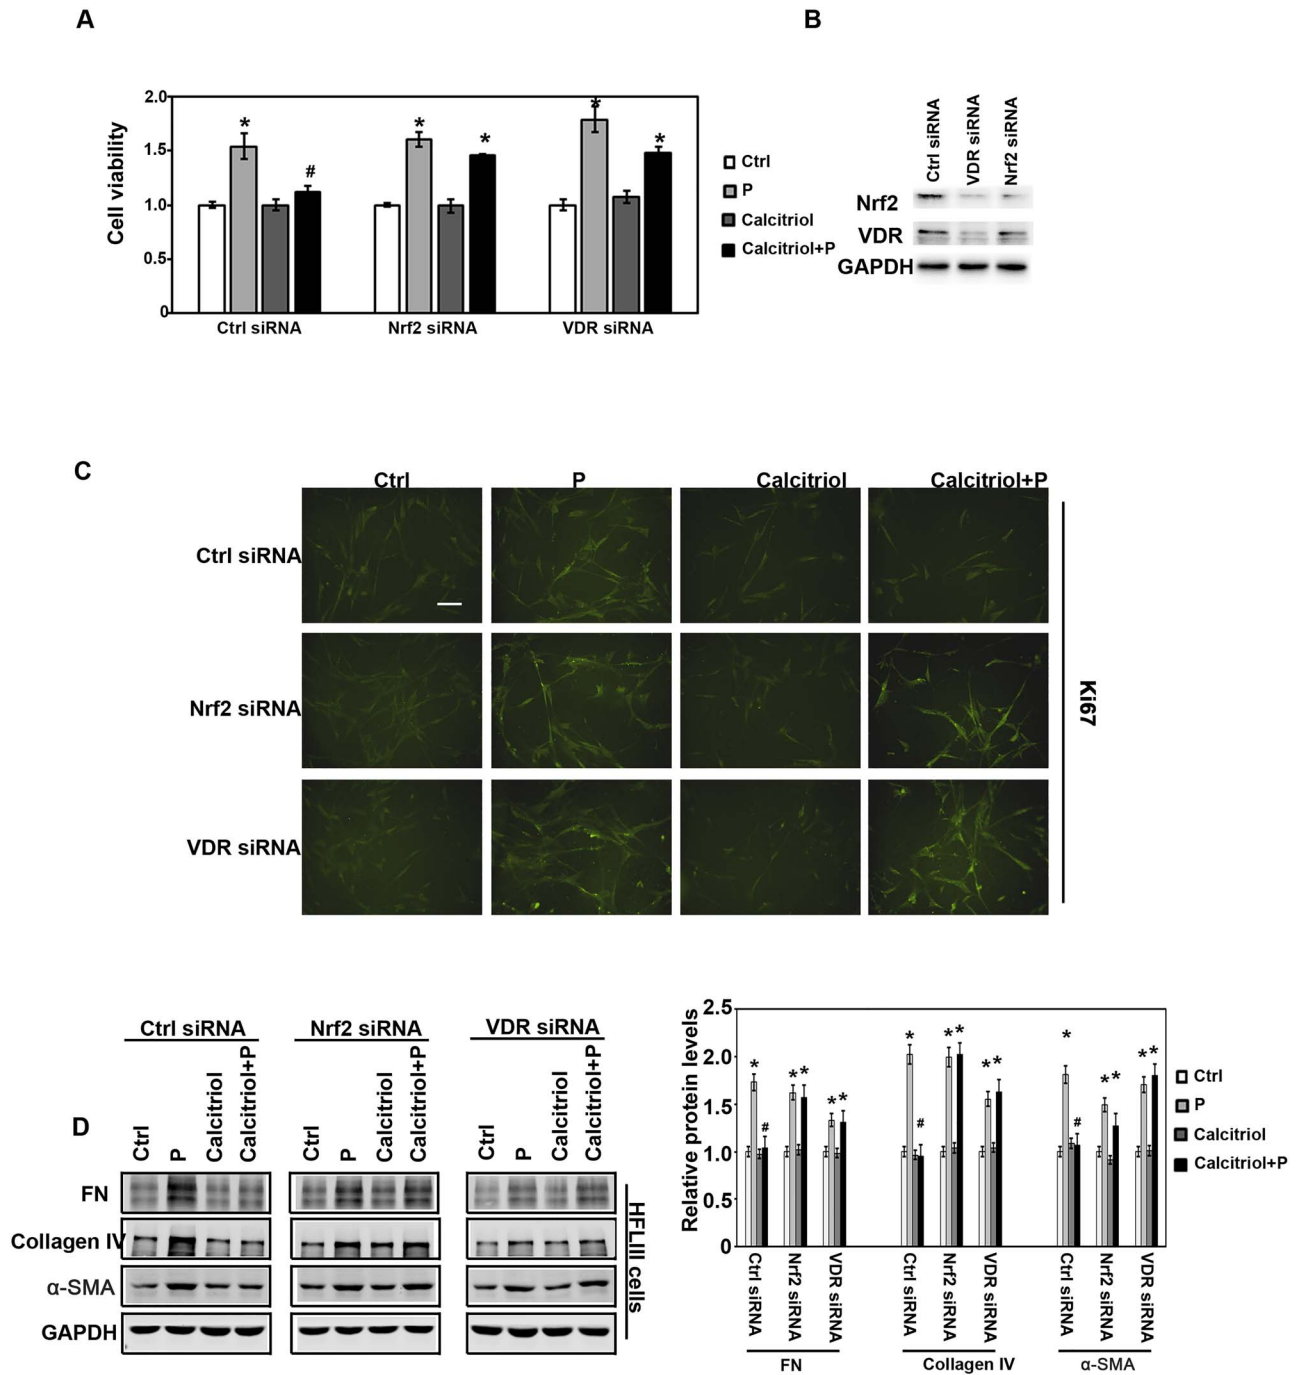 A
B
2.0
1.5
1.0
0.5
0
Cell viability
*
#
*
*
*
*
Ctrl siRNA
Nrf2 siRNA
VDR siRNA
Ctrl
P
Calcitriol
Calcitriol+P
Ctrl siRNA
VDR siRNA
Nrf2 siRNA
Nrf2
VDR
GAPDH
C
Ctrl
P
Calcitriol
Calcitriol+P
Ctrl siRNA
Nrf2 siRNA
VDR siRNA
Ki67
D
Ctrl siRNA
Nrf2 siRNA
VDR siRNA
Ctrl
P
Calcitriol
Calcitriol+P
Ctrl
P
Calcitriol
Calcitriol+P
Ctrl
P
Calcitriol
Calcitriol+P
FN
Collagen IV
α-SMA
GAPDH
HFLIII cells
Relative protein levels
2.5
2.0
1.5
1.0
0.5
0
*
#
* *
* *
*
#
* *
* *
*
#
* *
* *
Ctrl siRNA
Nrf2 siRNA
VDR siRNA
Ctrl siRNA
Nrf2 siRNA
VDR siRNA
Ctrl siRNA
Nrf2 siRNA
VDR siRNA
FN
Collagen IV
α-SMA
Ctrl
P
Calcitriol
Calcitriol+P